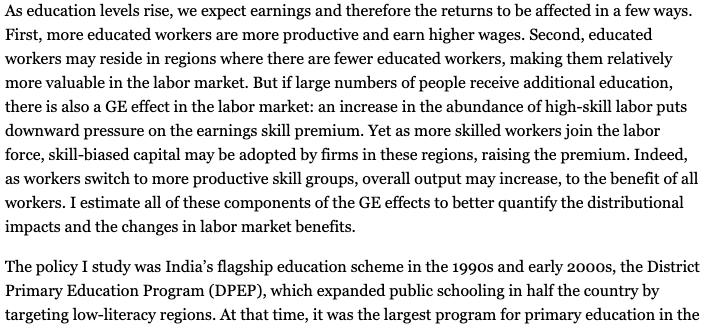 As education levels rise, we expect earnings and therefore the returns to be affected in a few ways.
First, more educated workers are more productive and earn higher wages. Second, educated
workers may reside in regions where there are fewer educated workers, making them relatively
more valuable in the labor market. But if large numbers of people receive additional education,
there is also a GE effect in the labor market: an increase in the abundance of high-skill labor puts
downward pressure on the earnings skill premium. Yet as more skilled workers join the labor
force, skill-biased capital may be adopted by firms in these regions, raising the premium. Indeed,
as workers switch to more productive skill groups, overall output may increase, to the benefit of all
workers. I estimate all of these components of the GE effects to better quantify the distributional
impacts and the changes in labor market benefits.
The policy I study was India’s flagship education scheme in the 1990s and early 2000s, the District
Primary Education Program (DPEP), which expanded public schooling in half the country by
targeting low-literacy regions. At that time, it was the largest program for primary education in the